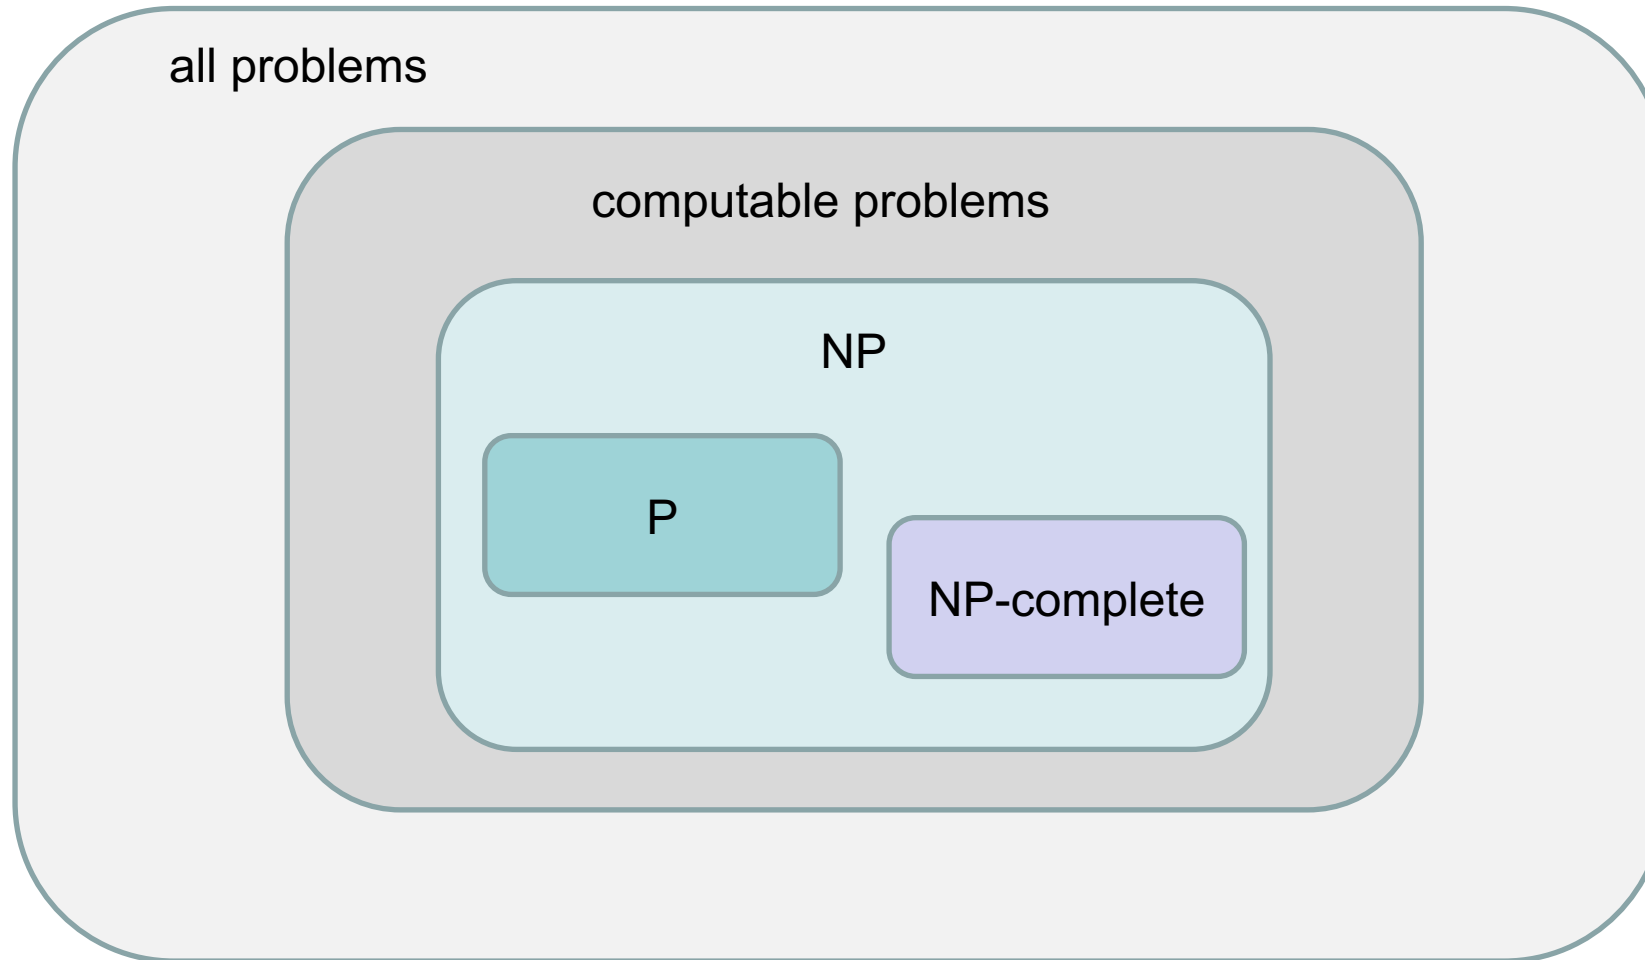 all problems
computable problems
NP
P
NP-complete